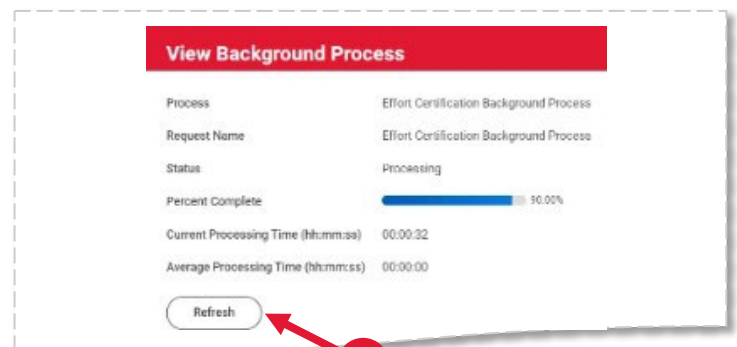 View Background Process
Process Effort Certification Background Process
Request Name Effort Certification Background Process
Status Processing
Percent Complete 90.00%
Current Processing Time (hh:mm:ss) 00:00:32
Average Processing Time (hh:mm:ss) 00:00:00
Refresh